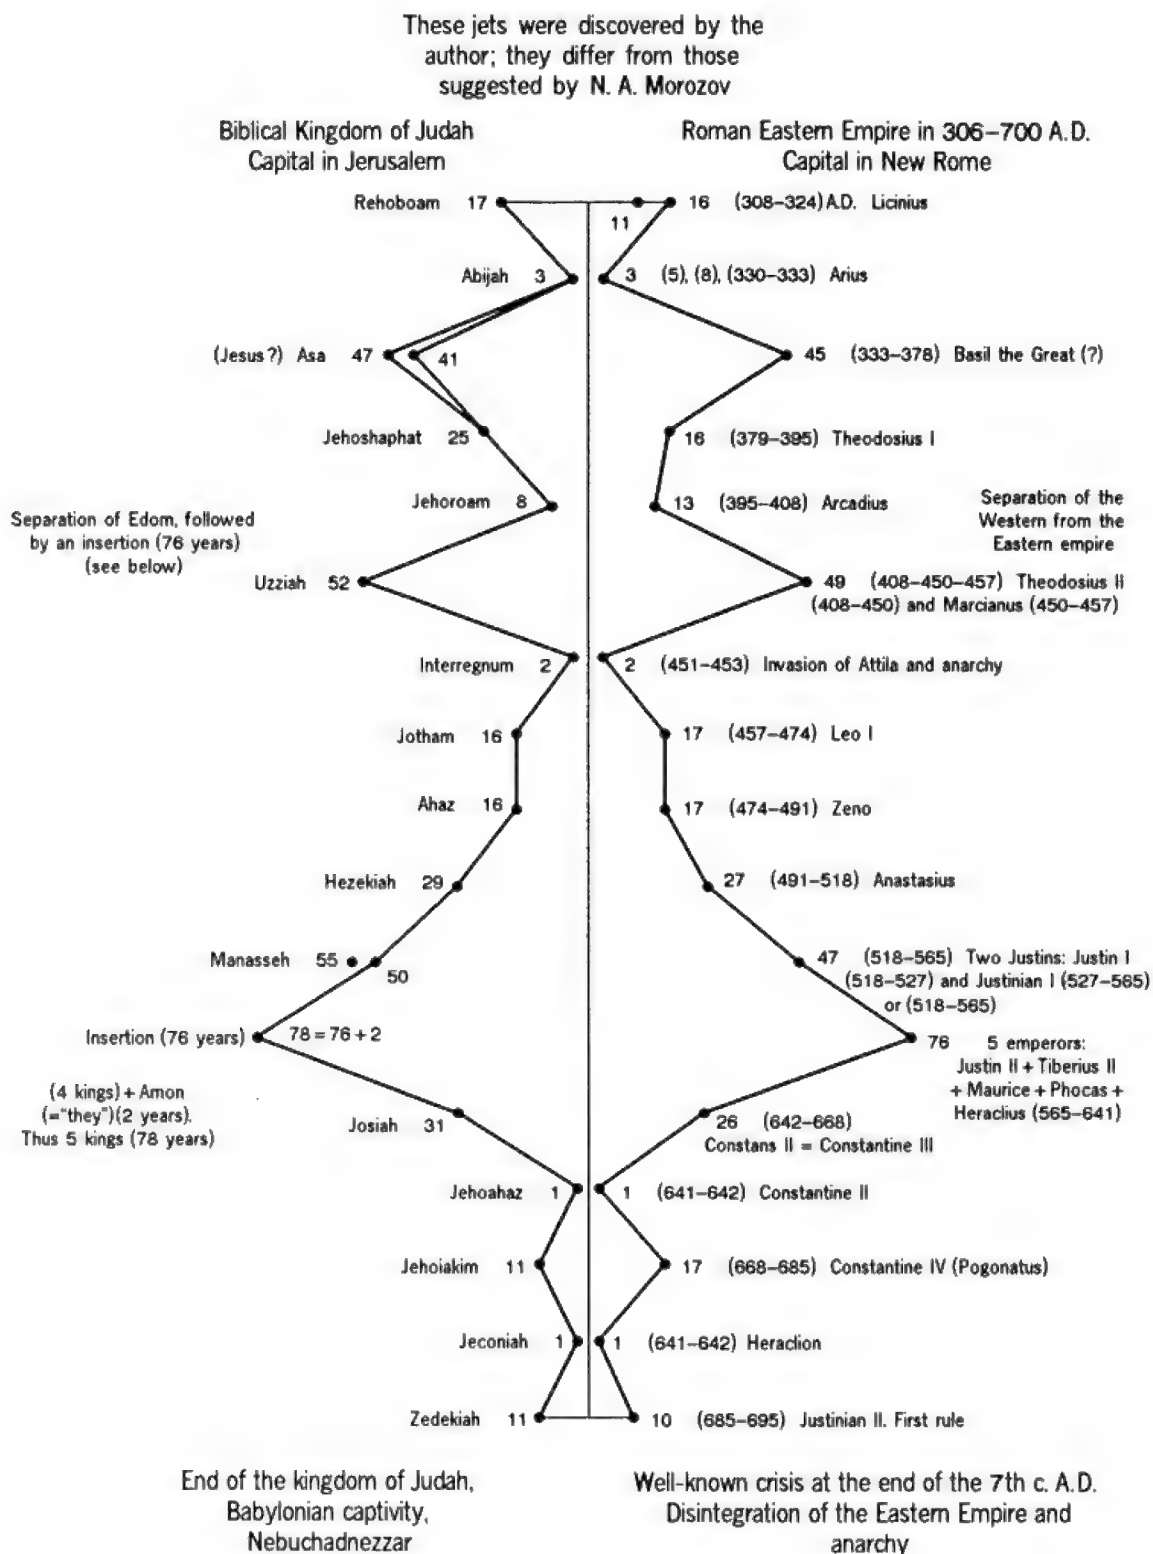 These jets were discovered by the
author; they differ from those
suggested by N. A. Morozov
Biblical Kingdom of Judah
Capital in Jerusalem
Roman Eastern Empire in 306–700 A.D.
Capital in New Rome
Rehoboam 17
11
16 (308–324) A.D. Licinius
Abijah 3
3 (5), (8), (330–333) Arius
(Jesus?) Asa 47
41
45 (333–378) Basil the Great (?)
Jehoshaphat 25
16 (379–395) Theodosius I
Jehoroam 8
13 (395–408) Arcadius
Separation of Edom, followed
by an insertion (76 years)
(see below)
Separation of the
Western from the
Eastern empire
Uzziah 52
49 (408–450–457) Theodosius II
(408–450) and Marcianus (450–457)
Interregnum 2
2 (451–453) Invasion of Attila and anarchy
Jotham 16
17 (457–474) Leo I
Ahaz 16
17 (474–491) Zeno
Hezekiah 29
27 (491–518) Anastasius
Manasseh 55
50
47 (518–565) Two Justins: Justin I
(518–527) and Justinian I (527–565)
or (518–565)
Insertion (76 years)
78 = 76 + 2
76 5 emperors:
Justin II + Tiberius II
+ Maurice + Phocas +
Heraclius (565–641)
(4 kings) + Amon
(="they")(2 years).
Thus 5 kings (78 years)
Josiah 31
26 (642–668)
Constans II = Constantine III
Jehoahaz 1
1 (641–642) Constantine II
Jehoiakim 11
17 (668–685) Constantine IV (Pogonatus)
Jeconiah 1
1 (641–642) Heraclion
Zedekiah 11
10 (685–695) Justinian II. First rule
End of the kingdom of Judah,
Babylonian captivity,
Nebuchadnezzar
Well-known crisis at the end of the 7th c. A.D.
Disintegration of the Eastern Empire and
anarchy